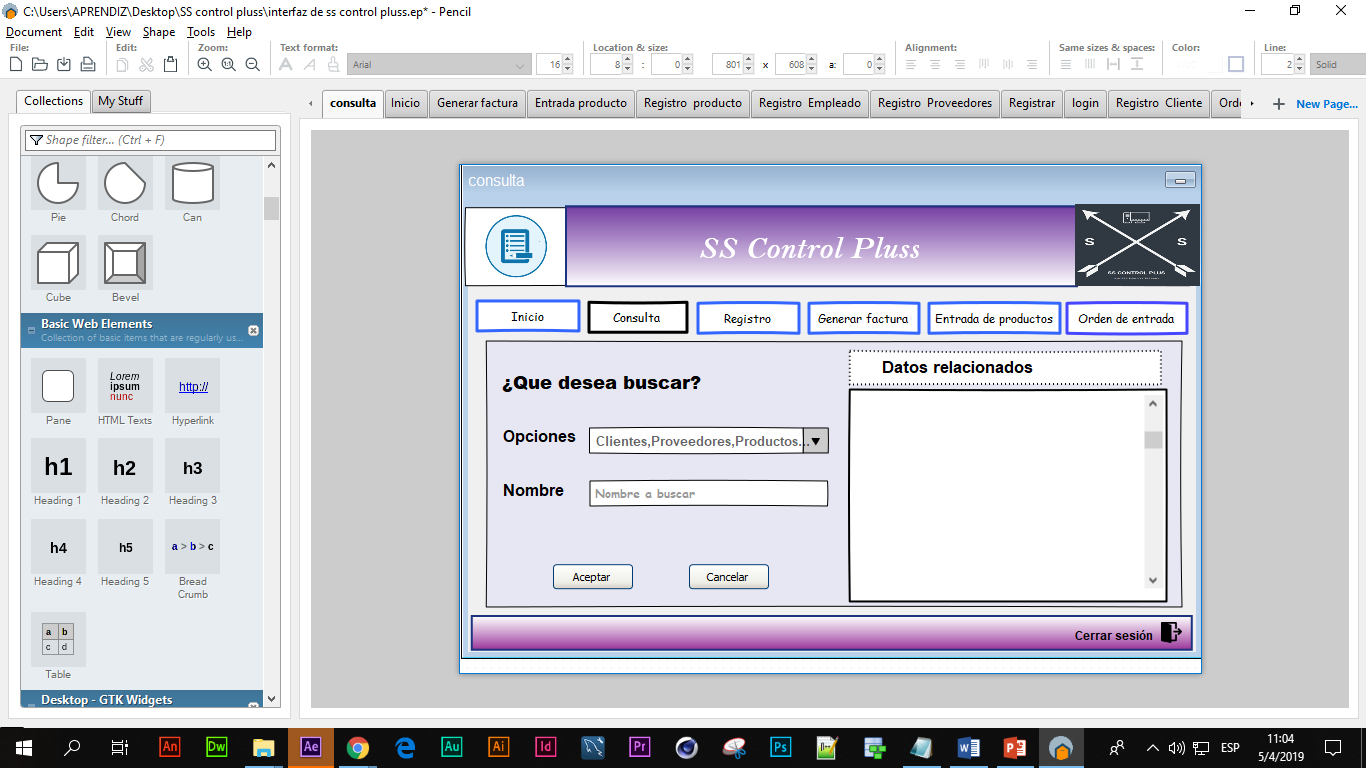 C:\Users\APRENDIZ\Desktop\SS control pluss\interfaz de ss control pluss.ep* - Pencil
Document Edit View Shape Tools Help
File: Edit: Zoom: Text format: Location & size: Alignment: Same sizes & spaces: Color: Line:
Arial 16 8 : 0 801 x 608 a: 0 2 Solid
Collections My Stuff
consulta Inicio Generar factura Entrada producto Registro producto Registro Empleado Registro Proveedores Registrar login Registro Cliente Orde New Page...
Shape filter... (Ctrl + F)
Pie Chord Can
Cube Bevel
Basic Web Elements
Collection of basic items that are regularly us...
Lorem
ipsum
nunc
http://
Pane HTML Texts Hyperlink
h1 h2 h3
Heading 1 Heading 2 Heading 3
h4 h5 a > b > c
Heading 4 Heading 5 Bread
Crumb
a b
c d
Table
Desktop - GTK Widgets
consulta
SS Control Pluss
S S
SS CONTROL PLUS
Inicio Consulta Registro Generar factura Entrada de productos Orden de entrada
¿Que desea buscar?
Datos relacionados
Opciones Clientes,Proveedores,Productos...
Nombre Nombre a buscar
Aceptar Cancelar
Cerrar sesión
An Dw Ae Au Ai Id Pr Ps
ESP
11:04
5/4/2019